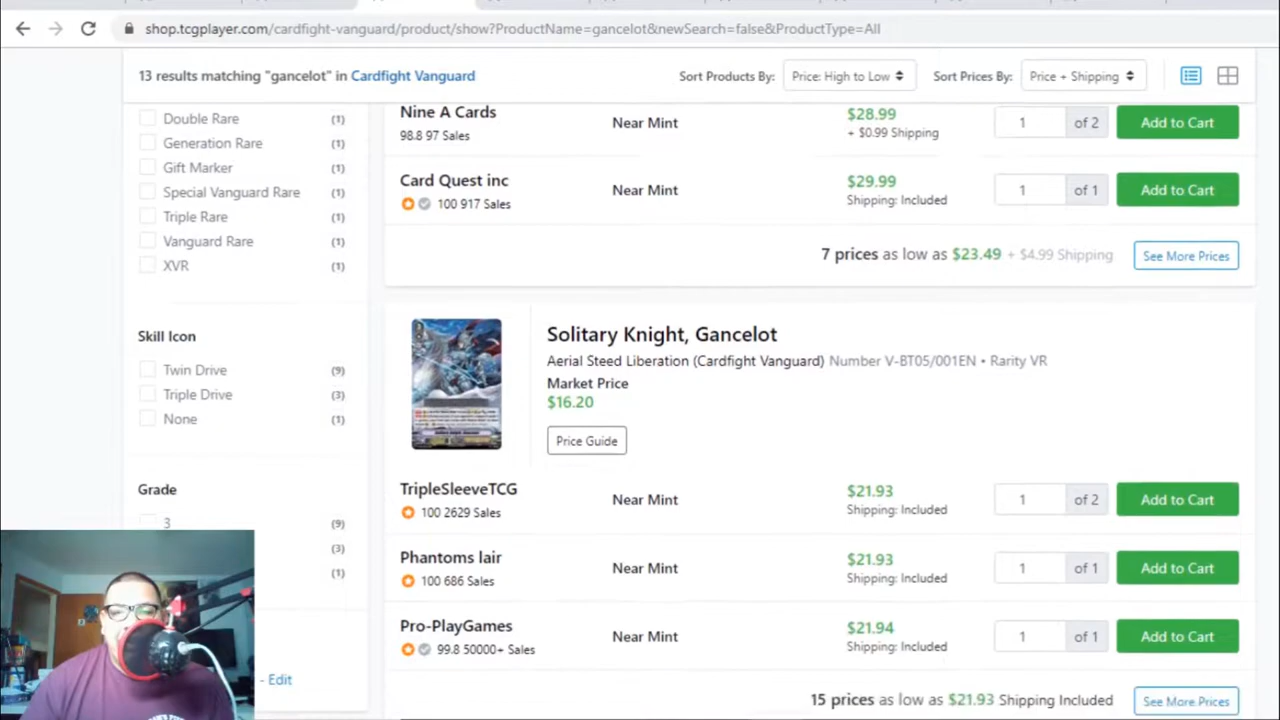 shop.tcgplayer.com/cardfight-vanguard/product/show?ProductName=gancelot&newSearch=false&ProductType=All
13 results matching "gancelot" in Cardfight Vanguard
Sort Products By:
Price: High to Low
Sort Prices By:
Price + Shipping
Double Rare (1)
Generation Rare (1)
Gift Marker (1)
Special Vanguard Rare (1)
Triple Rare (1)
Vanguard Rare (1)
XVR (1)
Skill Icon
Twin Drive (9)
Triple Drive (3)
None (1)
Grade
3 (9)
(3)
(1)
- Edit
Nine A Cards
98.8 97 Sales
Near Mint
$28.99
+ $0.99 Shipping
1 of 2
Add to Cart
Card Quest inc
100 917 Sales
Near Mint
$29.99
Shipping: Included
1 of 1
Add to Cart
7 prices as low as $23.49 + $4.99 Shipping
See More Prices
Solitary Knight, Gancelot
Aerial Steed Liberation (Cardfight Vanguard) Number V-BT05/001EN • Rarity VR
Market Price
$16.20
Price Guide
TripleSleeveTCG
100 2629 Sales
Near Mint
$21.93
Shipping: Included
1 of 2
Add to Cart
Phantoms lair
100 686 Sales
Near Mint
$21.93
Shipping: Included
1 of 1
Add to Cart
Pro-PlayGames
99.8 50000+ Sales
Near Mint
$21.94
Shipping: Included
1 of 1
Add to Cart
15 prices as low as $21.93 Shipping Included
See More Prices